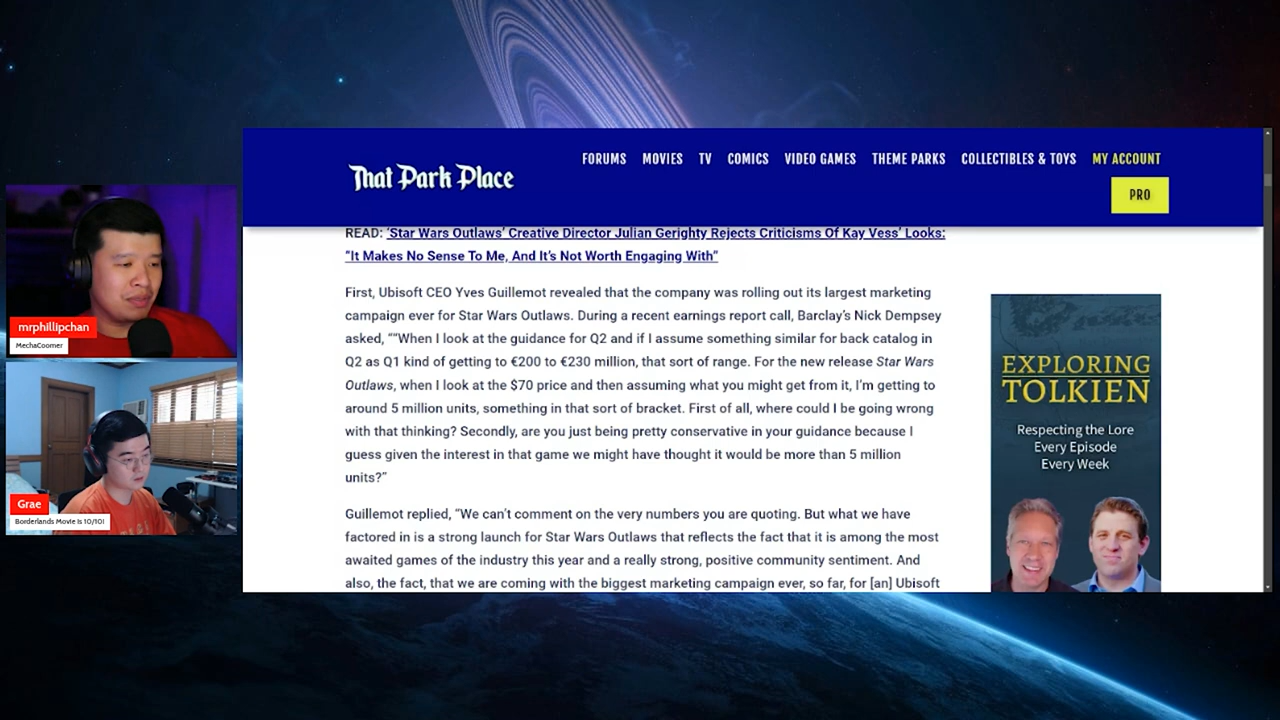 That Park Place
FORUMS MOVIES TV COMICS VIDEO GAMES THEME PARKS COLLECTIBLES & TOYS MY ACCOUNT
PRO
READ: ‘Star Wars Outlaws’ Creative Director Julian Gerighty Rejects Criticisms Of Kay Vess’ Looks:
“It Makes No Sense To Me, And It’s Not Worth Engaging With”
First, Ubisoft CEO Yves Guillemot revealed that the company was rolling out its largest marketing
campaign ever for Star Wars Outlaws. During a recent earnings report call, Barclay’s Nick Dempsey
asked, ““When I look at the guidance for Q2 and if I assume something similar for back catalog in
Q2 as Q1 kind of getting to €200 to €230 million, that sort of range. For the new release Star Wars
Outlaws, when I look at the $70 price and then assuming what you might get from it, I’m getting to
around 5 million units, something in that sort of bracket. First of all, where could I be going wrong
with that thinking? Secondly, are you just being pretty conservative in your guidance because I
guess given the interest in that game we might have thought it would be more than 5 million
units?”
Guillemot replied, “We can’t comment on the very numbers you are quoting. But what we have
factored in is a strong launch for Star Wars Outlaws that reflects the fact that it is among the most
awaited games of the industry this year and a really strong, positive community sentiment. And
also, the fact, that we are coming with the biggest marketing campaign ever, so far, for [an] Ubisoft
EXPLORING
TOLKIEN
Respecting the Lore
Every Episode
Every Week
mrphillipchan
MechaCoomer
Grae
Borderlands Movie is 10/10!